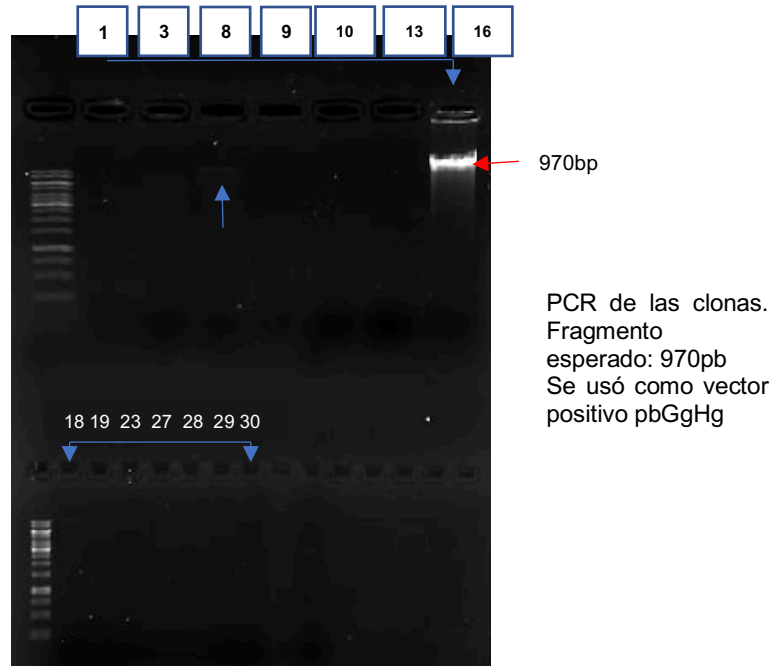 1 3 8 9 10 13 16
970bp
PCR de las clonas.
Fragmento
esperado: 970pb
Se usó como vector
positivo pbGgHg
18 19 23 27 28 29 30